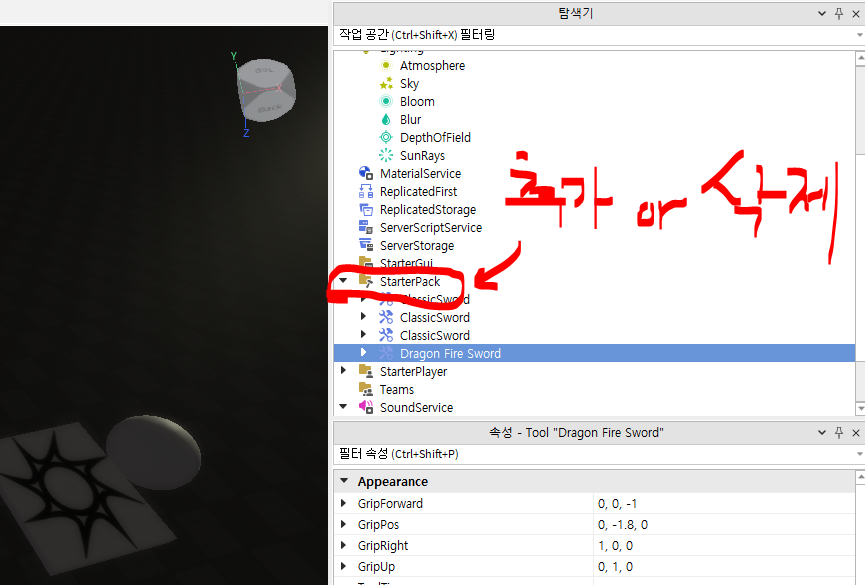 탐색기
작업 공간 (Ctrl+Shift+X) 필터링
Lighting
Atmosphere
Sky
Bloom
Blur
DepthOfField
SunRays
MaterialService
ReplicatedFirst
ReplicatedStorage
ServerScriptService
ServerStorage
StarterGui
StarterPack
ClassicSword
ClassicSword
ClassicSword
Dragon Fire Sword
StarterPlayer
Teams
SoundService
추가 or 삭제
Y
Z
속성 - Tool "Dragon Fire Sword"
필터 속성 (Ctrl+Shift+P)
Appearance
GripForward 0, 0, -1
GripPos 0, -1.8, 0
GripRight 1, 0, 0
GripUp 0, 1, 0